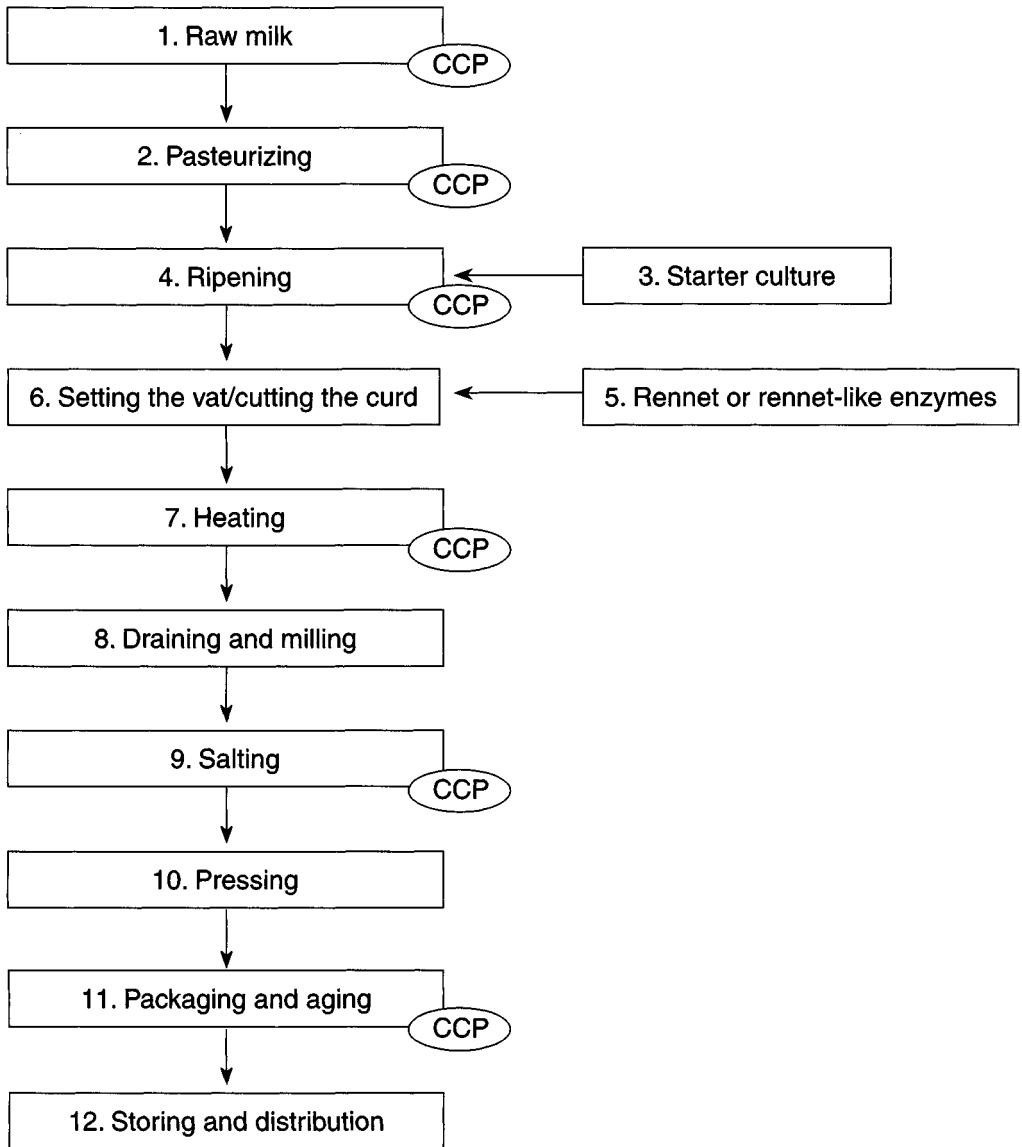 1. Raw milk
CCP
2. Pasteurizing
CCP
4. Ripening
CCP
3. Starter culture
6. Setting the vat/cutting the curd
5. Rennet or rennet-like enzymes
7. Heating
CCP
8. Draining and milling
9. Salting
CCP
10. Pressing
11. Packaging and aging
CCP
12. Storing and distribution